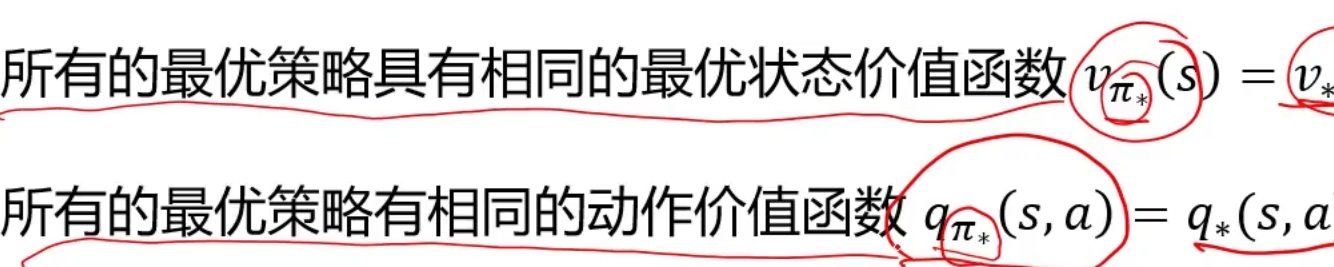 所有的最优策略具有相同的最优状态价值函数 v_{π_*}(s) = v_*
所有的最优策略有相同的动作价值函数 q_{π_*}(s, a) = q_*(s, a